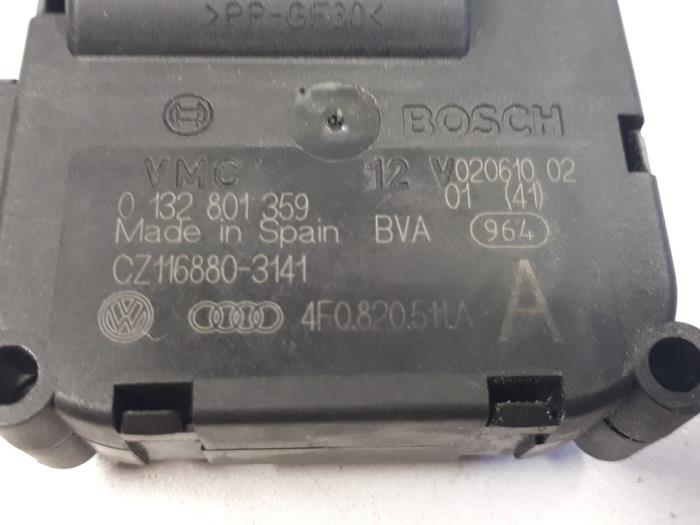 >PP-GF30<
BOSCH
VMC 12 V 020610 02
0 132 801 359 01 (41)
Made in Spain BVA 964
CZ116880-3141 A
4F0.820.511.A